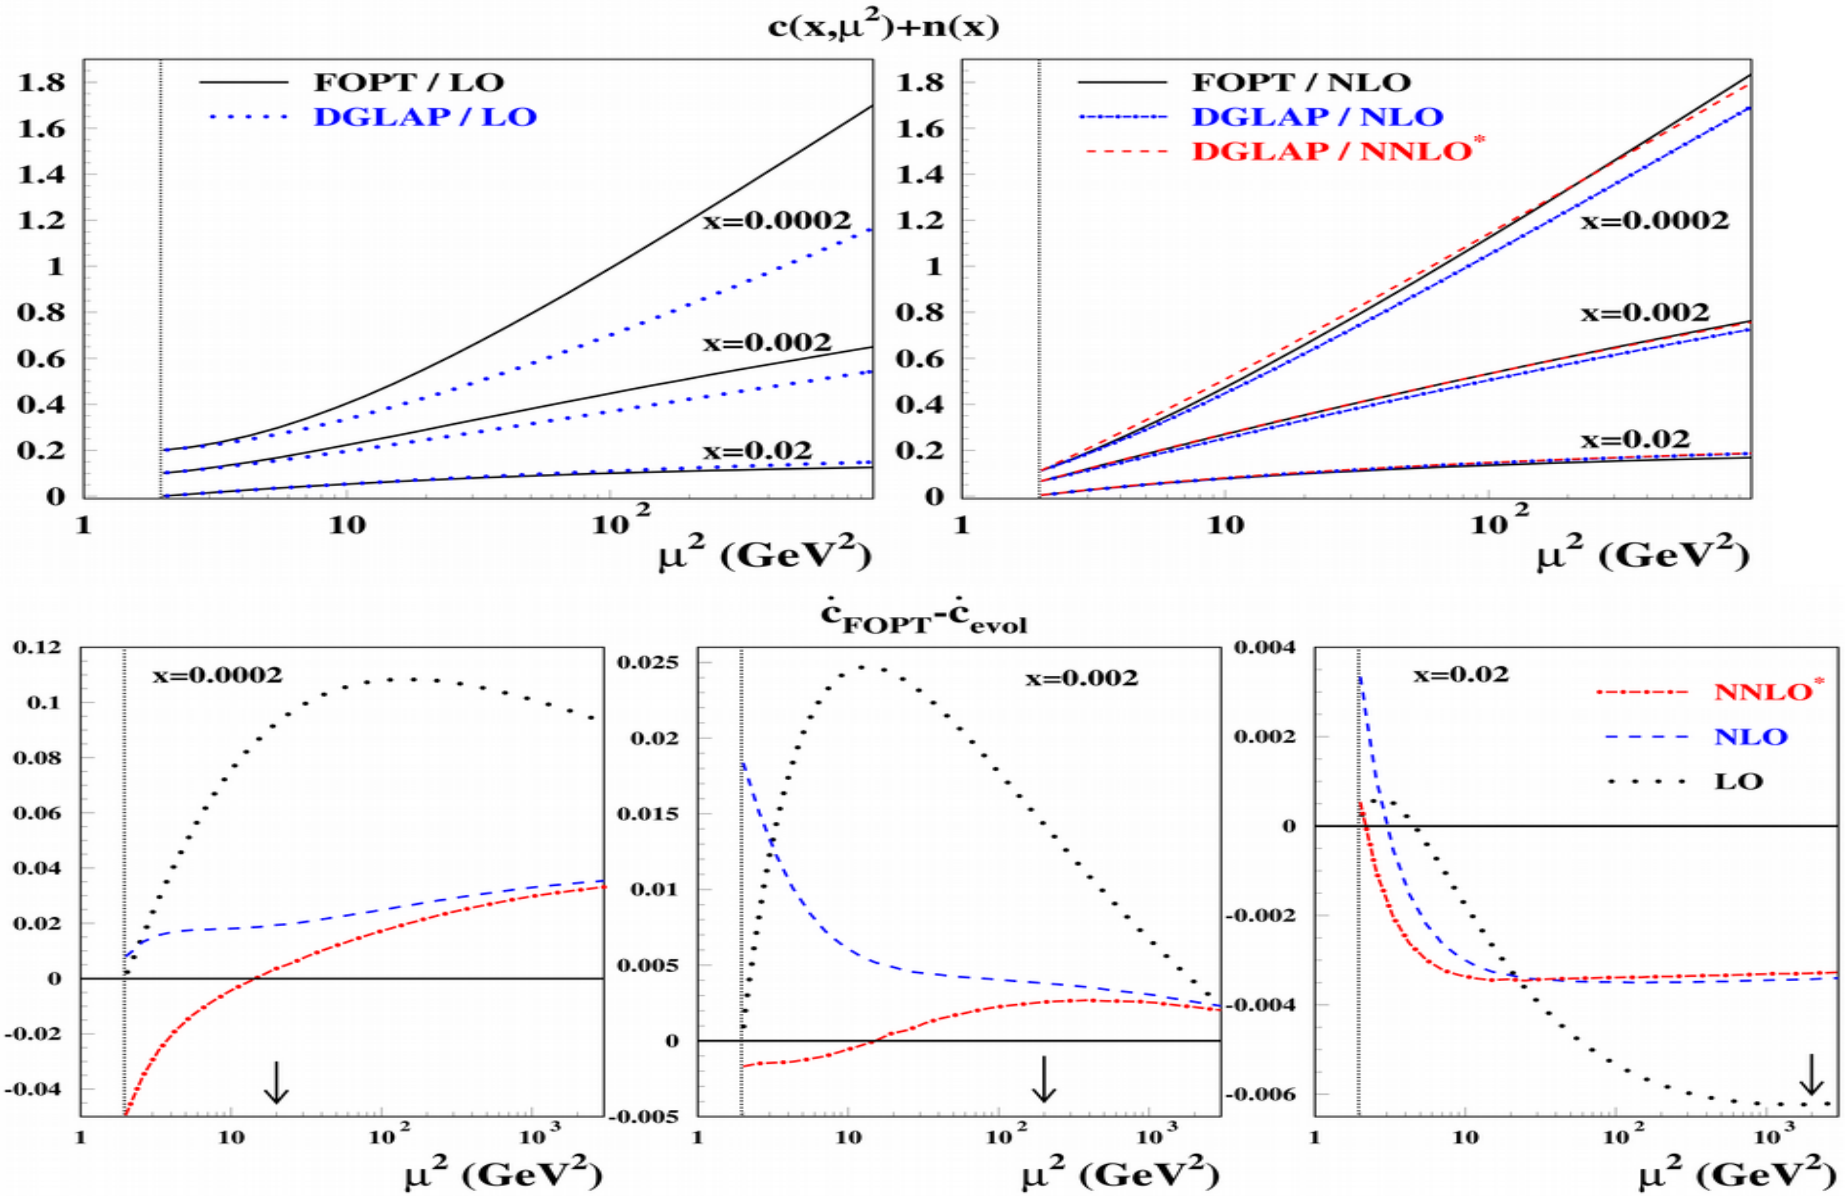 c(x,μ²)+n(x)
1.8
1.6
1.4
1.2
1
0.8
0.6
0.4
0.2
0
FOPT / LO
DGLAP / LO
x=0.0002
x=0.002
x=0.02
1 10 10²
μ² (GeV²)
1.8
1.6
1.4
1.2
1
0.8
0.6
0.4
0.2
0
FOPT / NLO
DGLAP / NLO
DGLAP / NNLO*
x=0.0002
x=0.002
x=0.02
1 10 10²
μ² (GeV²)
ċFOPT-ċevol
0.12
0.1
0.08
0.06
0.04
0.02
0
-0.02
-0.04
x=0.0002
1 10 10² 10³
μ² (GeV²)
0.025
0.02
0.015
0.01
0.005
0
-0.005
x=0.002
1 10 10² 10³
μ² (GeV²)
0.004
0.002
0
-0.002
-0.004
-0.006
x=0.02
NNLO*
NLO
LO
1 10 10² 10³
μ² (GeV²)